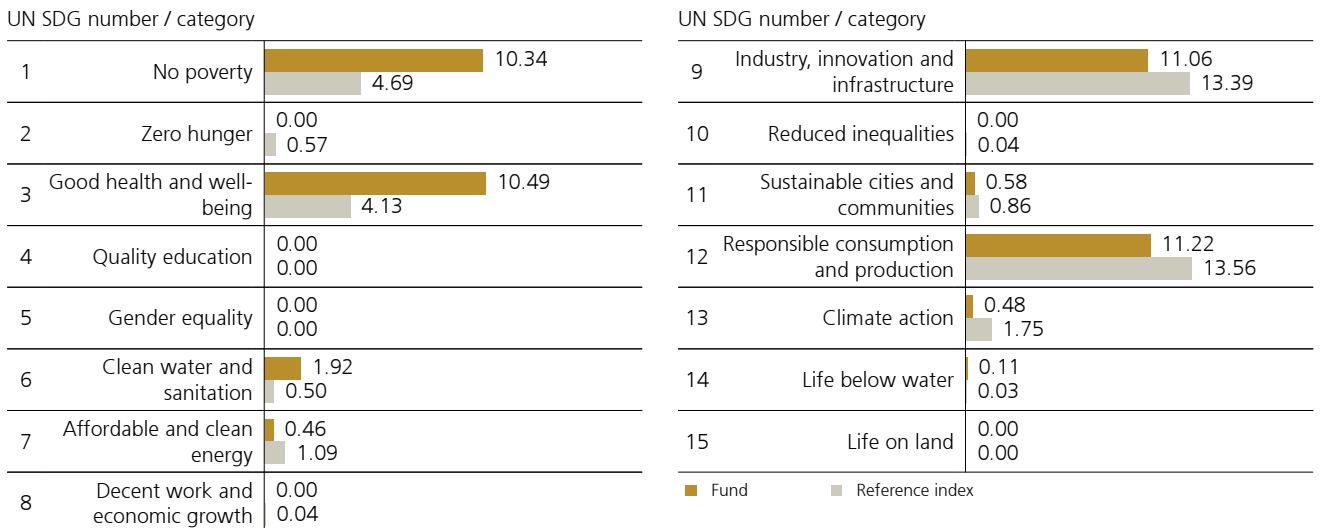 UN SDG number / category
1 No poverty 10.34
4.69
2 Zero hunger 0.00
0.57
3 Good health and well-
being 10.49
4.13
4 Quality education 0.00
0.00
5 Gender equality 0.00
0.00
6 Clean water and
sanitation 1.92
0.50
7 Affordable and clean
energy 0.46
1.09
8 Decent work and
economic growth 0.00
0.04
UN SDG number / category
9 Industry, innovation and
infrastructure 11.06
13.39
10 Reduced inequalities 0.00
0.04
11 Sustainable cities and
communities 0.58
0.86
12 Responsible consumption
and production 11.22
13.56
13 Climate action 0.48
1.75
14 Life below water 0.11
0.03
15 Life on land 0.00
0.00
Fund Reference index